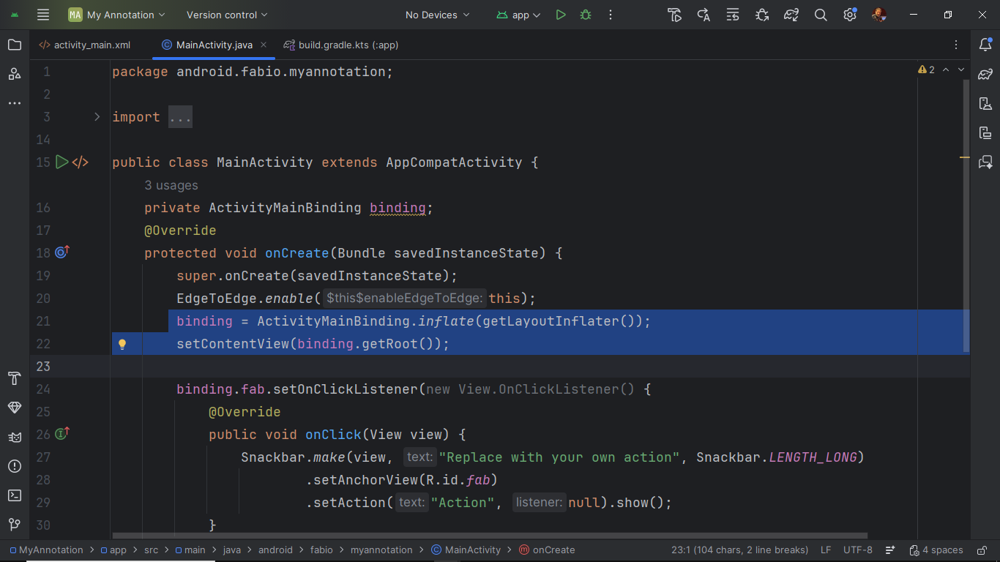 MA My Annotation Version control No Devices app
activity_main.xml MainActivity.java build.gradle.kts (:app)
1 package android.fabio.myannotation; 2
2
3 import ...
14
15 public class MainActivity extends AppCompatActivity {
3 usages
16 private ActivityMainBinding binding;
17 @Override
18 protected void onCreate(Bundle savedInstanceState) {
19 super.onCreate(savedInstanceState);
20 EdgeToEdge.enable( $this$enableEdgeToEdge: this);
21 binding = ActivityMainBinding.inflate(getLayoutInflater());
22 setContentView(binding.getRoot());
23
24 binding.fab.setOnClickListener(new View.OnClickListener() {
25 @Override
26 public void onClick(View view) {
27 Snackbar.make(view, text: "Replace with your own action", Snackbar.LENGTH_LONG)
28 .setAnchorView(R.id.fab)
29 .setAction( text: "Action", listener: null).show();
30 }
MyAnnotation > app > src > main > java > android > fabio > myannotation > MainActivity > onCreate 23:1 (104 chars, 2 line breaks) LF UTF-8 4 spaces